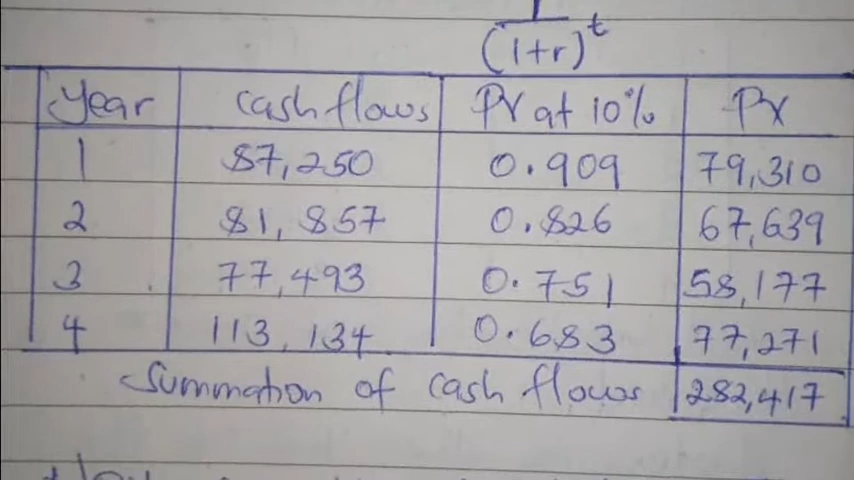 1
(1+r)^t
year cash flows PV at 10% PV
1 87,250 0.909 79,310
2 81,857 0.826 67,639
3 77,493 0.751 58,177
4 113,134 0.683 77,271
Summation of cash flows 282,417